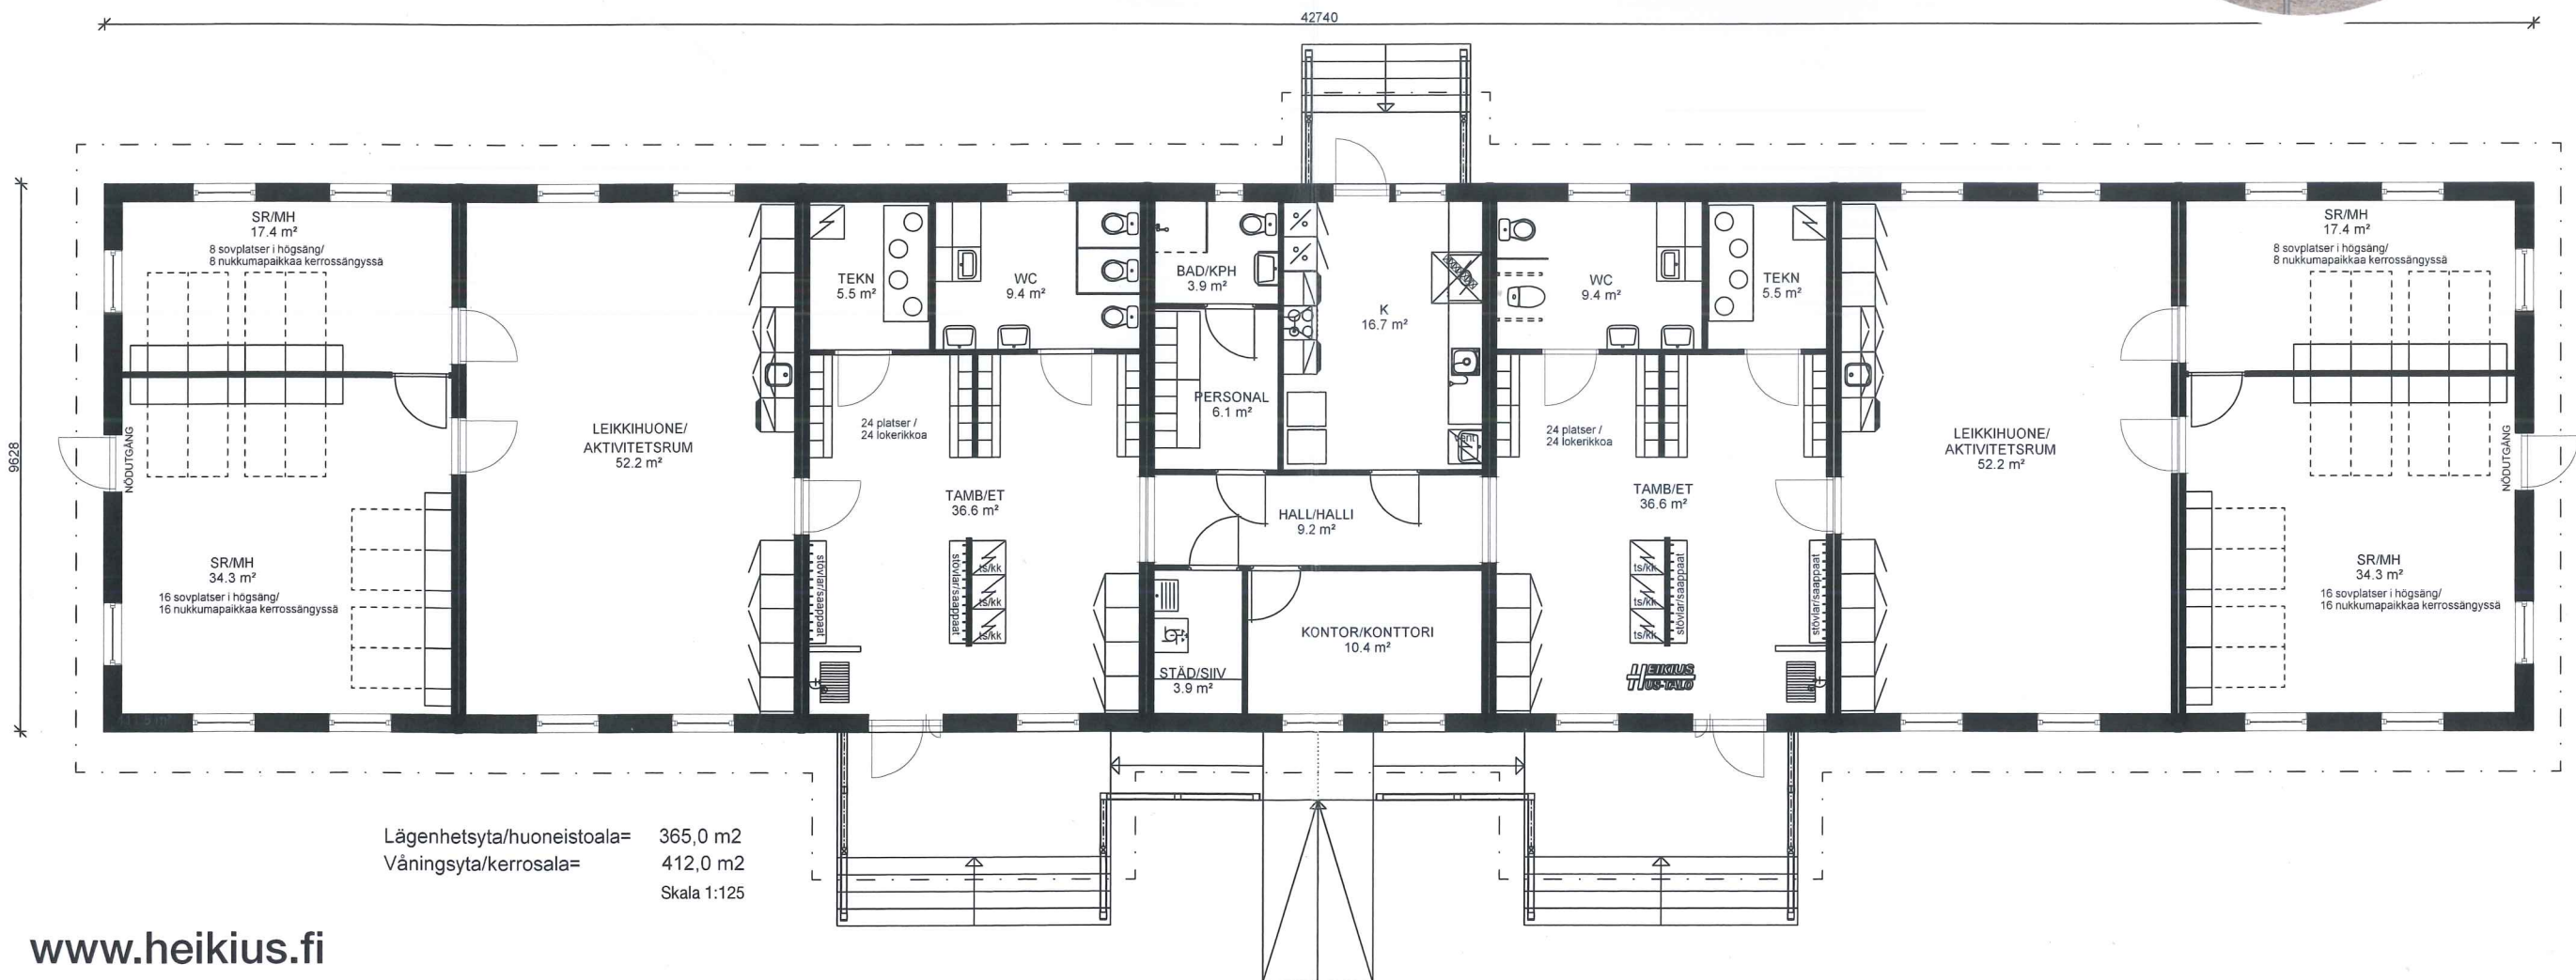 42740
9628
SR/MH
17.4 m²
8 sovplatser i högsäng/
8 nukkumapaikkaa kerrossängyssä
NÖDUTGÅNG
SR/MH
34.3 m²
16 sovplatser i högsäng/
16 nukkumapaikkaa kerrossängyssä
LEIKKIHUONE/
AKTIVITETSRUM
52.2 m²
TEKN
5.5 m²
WC
9.4 m²
24 platser /
24 lokerikkoa
TAMB/ET
36.6 m²
stövlar/saappaat
stövlar/saappaat
ts/kk
ts/kk
ts/kk
BAD/KPH
3.9 m²
PERSONAL
6.1 m²
K
16.7 m²
HALL/HALLI
9.2 m²
STÄD/SIIV
3.9 m²
KONTOR/KONTTORI
10.4 m²
WC
9.4 m²
TEKN
5.5 m²
24 platser /
24 lokerikkoa
TAMB/ET
36.6 m²
ts/kk
ts/kk
ts/kk
stövlar/saappaat
stövlar/saappaat
HEIKIUS
HUS-TALO
LEIKKIHUONE/
AKTIVITETSRUM
52.2 m²
SR/MH
17.4 m²
8 sovplatser i högsäng/
8 nukkumapaikkaa kerrossängyssä
NÖDUTGÅNG
SR/MH
34.3 m²
16 sovplatser i högsäng/
16 nukkumapaikkaa kerrossängyssä
Lägenhetsyta/huoneistoala= 365,0 m2
Våningsyta/kerrosala= 412,0 m2
Skala 1:125
www.heikius.fi